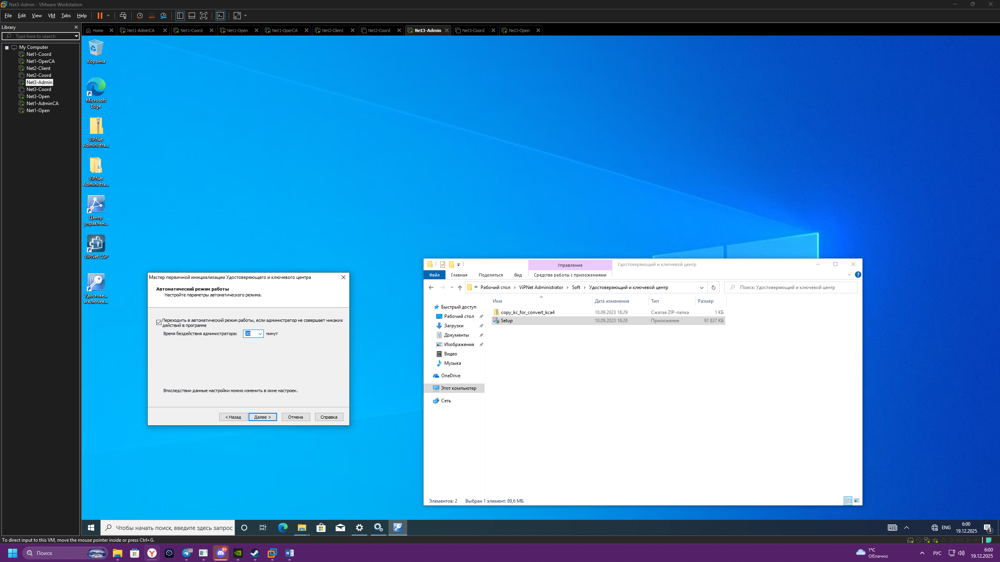 Net3-Admin - VMware Workstation
File Edit View VM Tabs Help
Library
Type here to search
My Computer
Net1-Coord
Net1-OperCA
Net2-Client
Net2-Coord
Net3-Admin
Net3-Coord
Net3-Open
Net1-AdminCA
Net1-Open
Home Net1-AdminCA Net1-Coord Net1-Open Net1-OperCA Net2-Client Net2-Coord Net3-Admin Net3-Coord Net3-Open
Корзина
Microsoft
Edge
ViPNet
Administra...
ViPNet
Administra...
Центр
управлен...
ViPNet CSP
Удостове...
и ключев...
Мастер первичной инициализации Удостоверяющего и ключевого центра
Автоматический режим работы
Настройте параметры автоматического режима.
Переходить в автоматический режим работы, если администратор не совершает никаких
действий в программе
Время бездействия администратора: 30 минут
Впоследствии данные настройки можно изменить в окне настроек.
< Назад Далее > Отмена Справка
Управление Удостоверяющий и ключевой центр
Файл Главная Поделиться Вид Средства работы с приложениями
« Рабочий стол › ViPNet Administrator › Soft › Удостоверяющий и ключевой центр
Поиск: Удостоверяющий и ключевой центр
Имя Дата изменения Тип Размер
copy_kc_for_convert_kca4 10.09.2023 18:29 Сжатая ZIP-папка 1 КБ
Setup 10.09.2023 18:28 Приложение 91 837 КБ
Быстрый доступ
Рабочий стол
Загрузки
Документы
Изображения
Видео
Музыка
OneDrive
Этот компьютер
Сеть
Элементов: 2 Выбран 1 элемент: 89,6 МБ
Чтобы начать поиск, введите здесь запрос
ENG
6:00
19.12.2025
3
To direct input to this VM, move the mouse pointer inside or press Ctrl+G.
Поиск
42
9+
1°C
Облачно
РУС
6:00
19.12.2025